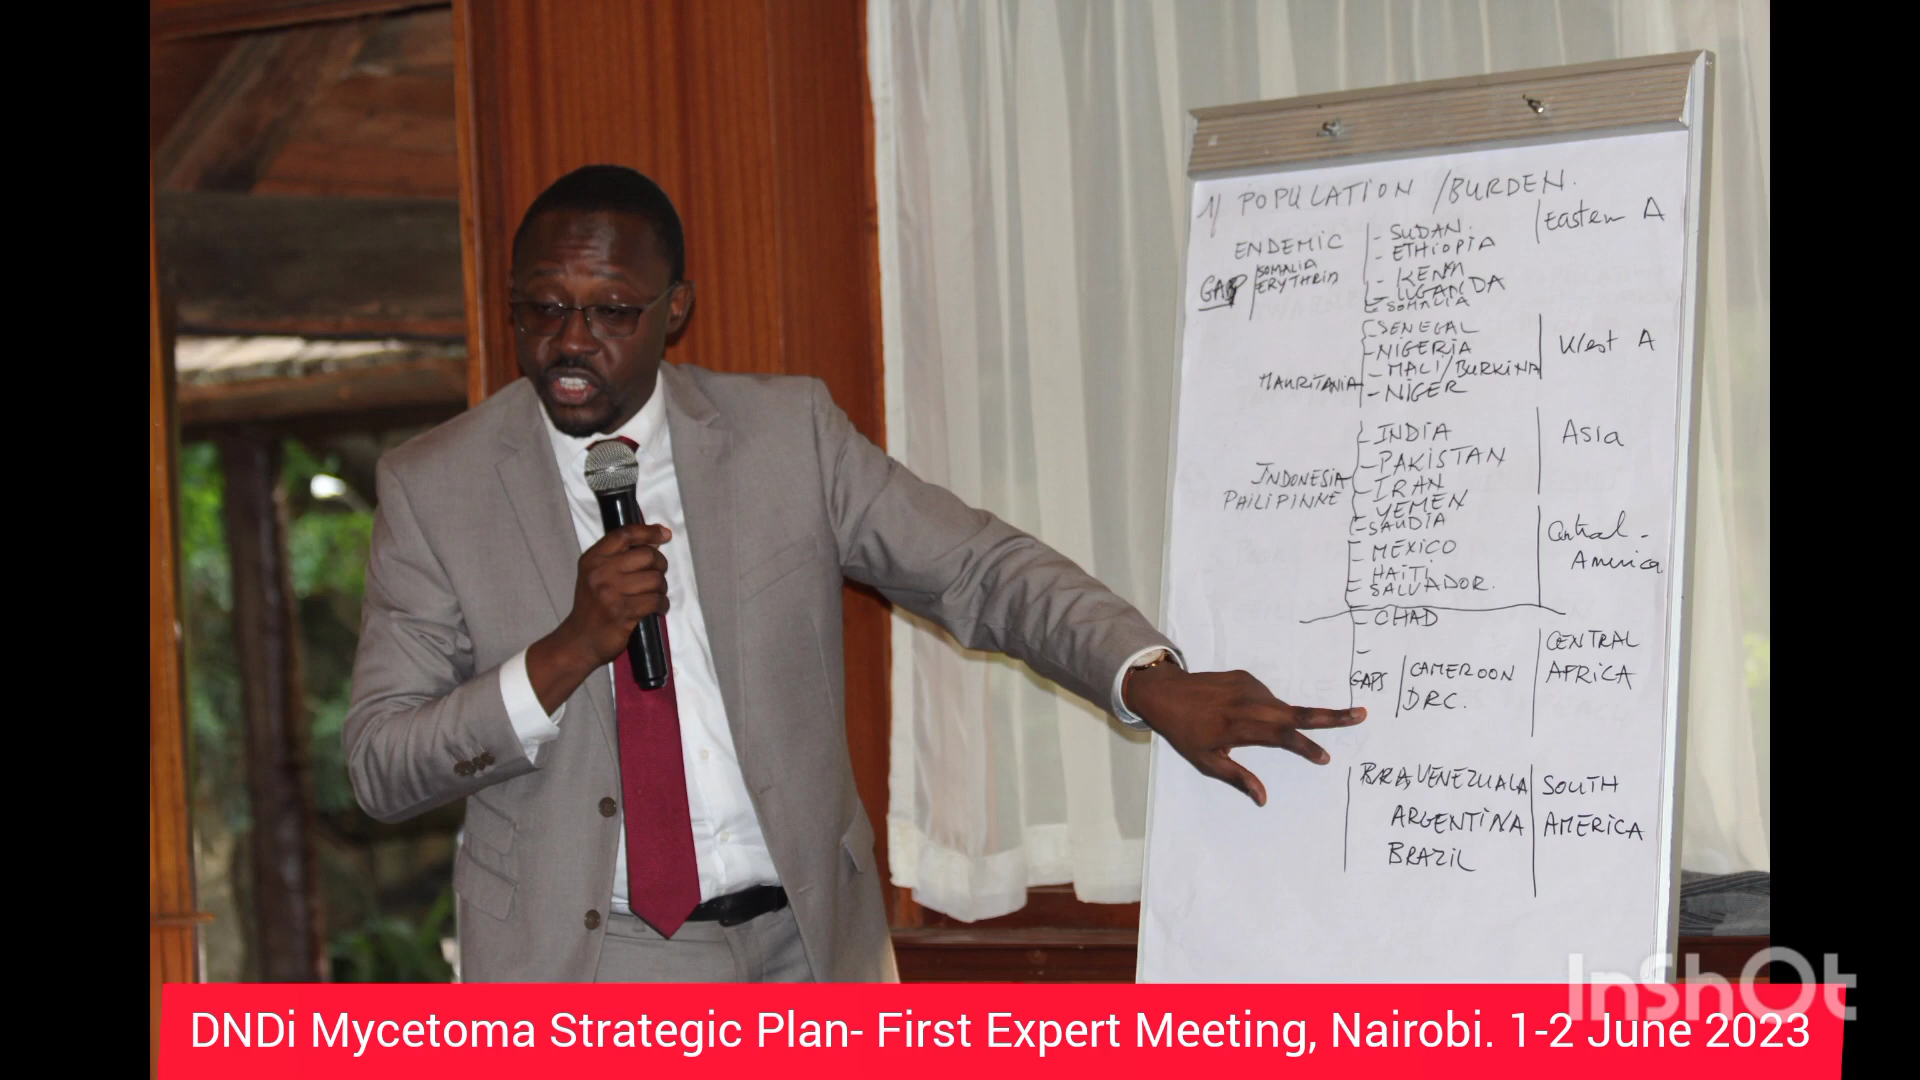 1/ POPULATION /BURDEN.
ENDEMIC
- SUDAN.
- ETHIOPIA
Eastern A
GAP
SOMALIA
ERYTHRIA
- KENYA
- UGANDA
- SOMALIA
- SENEGAL
- NIGERIA
- MALI/BURKINA
- NIGER
West A
MAURITANIA
- INDIA
- PAKISTAN
- IRAN
- YEMEN
- SAUDIA
Asia
INDONESIA
PHILIPINNE
- MEXICO
HAITI
- SALVADOR.
Central-
America
- CHAD
-
GAPS
CAMEROON
DRC.
CENTRAL
AFRICA
VENEZUALA
ARGENTINA
BRAZIL
SOUTH
AMERICA
InShOt
DNDi Mycetoma Strategic Plan- First Expert Meeting, Nairobi. 1-2 June 2023